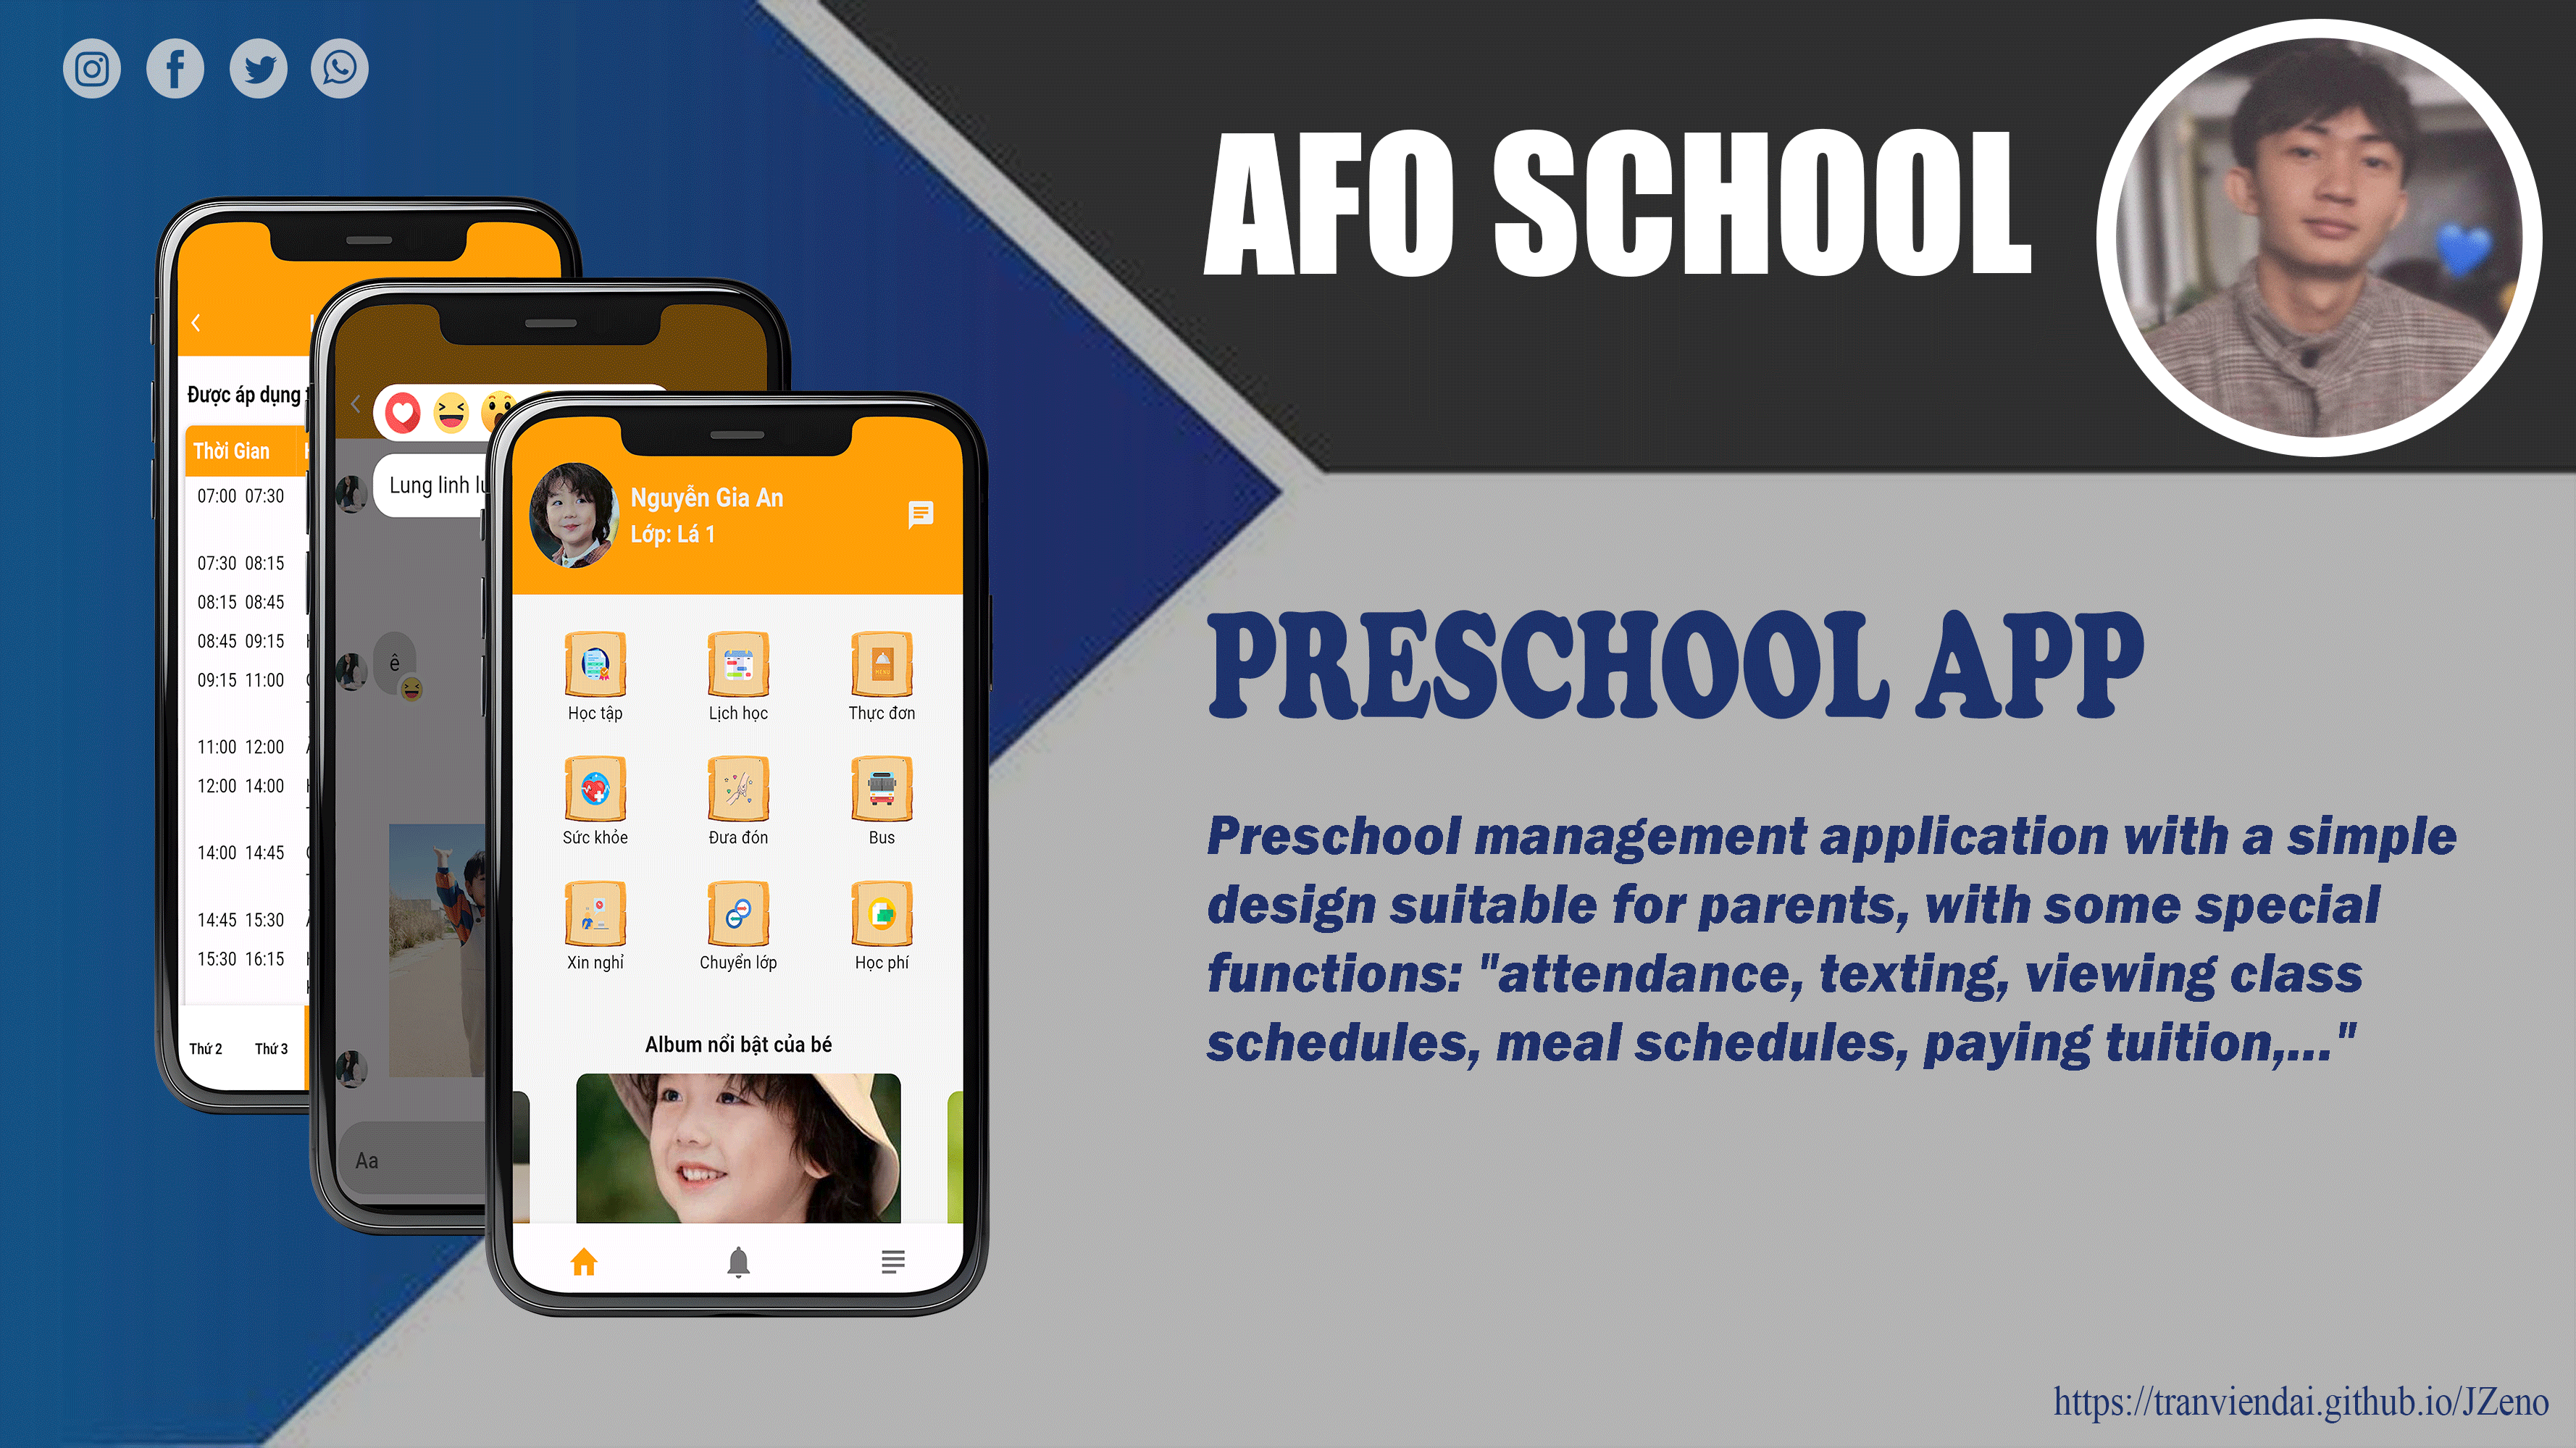 AFO SCHOOL
Được áp dụng
Thời Gian
07:00 07:30
07:30 08:15
08:15 08:45
08:45 09:15
09:15 11:00
11:00 12:00
12:00 14:00
14:00 14:45
14:45 15:30
15:30 16:15
Thứ 2 Thứ 3
Lung linh
ê
Aa
Nguyễn Gia An
Lớp: Lá 1
Học tập Lịch học Thực đơn
Sức khỏe Đưa đón Bus
Xin nghỉ Chuyển lớp Học phí
Album nổi bật của bé
PRESCHOOL APP
Preschool management application with a simple
design suitable for parents, with some special
functions: "attendance, texting, viewing class
schedules, meal schedules, paying tuition,..."
https://tranviendai.github.io/JZeno